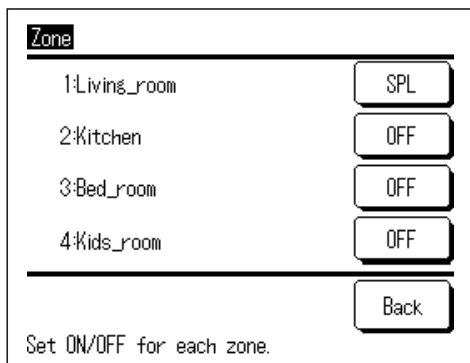 Zone
1:Living_room SPL
2:Kitchen OFF
3:Bed_room OFF
4:Kids_room OFF
Back
Set ON/OFF for each zone.